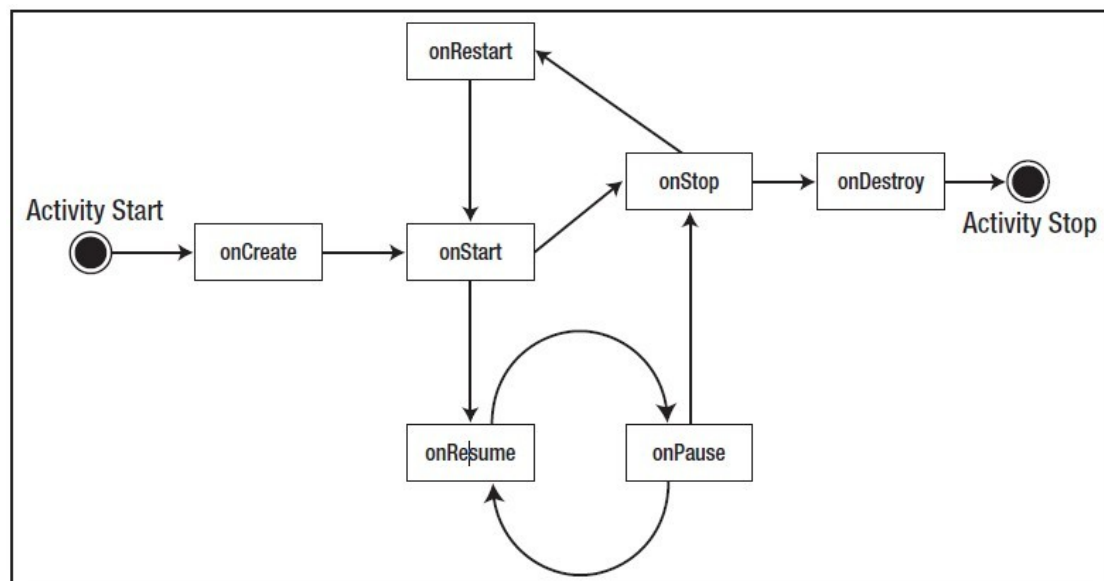 onRestart
onStop
onDestroy
Activity Start
Activity Stop
onCreate
onStart
onResume
onPause